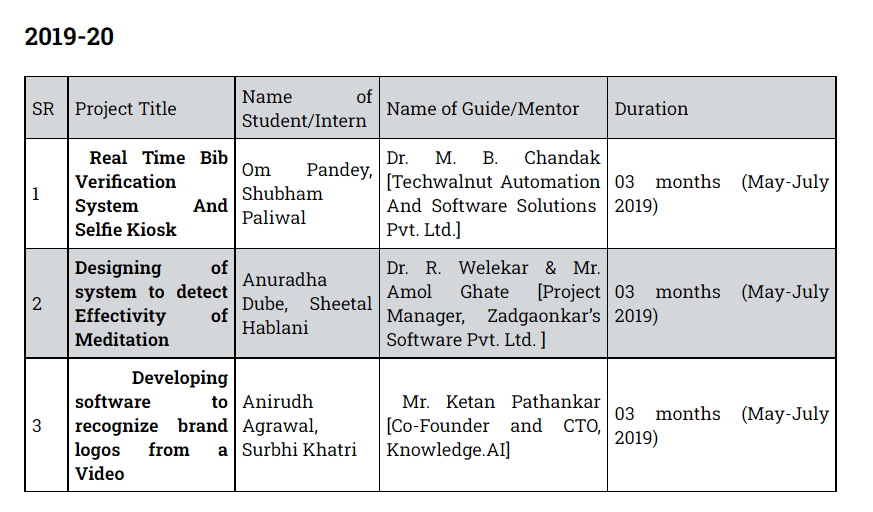 2019-20
SR
Project Title
Name of
Student/Intern
Name of Guide/Mentor
Duration
1
Real Time Bib
Verification
System And
Selfie Kiosk
Om Pandey,
Shubham
Paliwal
Dr. M. B. Chandak
[Techwalnut Automation
And Software Solutions
Pvt. Ltd.]
03 months (May-July
2019)
2
Designing of
system to detect
Effectivity of
Meditation
Anuradha
Dube, Sheetal
Hablani
Dr. R. Welekar & Mr.
Amol Ghate [Project
Manager, Zadgaonkar’s
Software Pvt. Ltd. ]
03 months (May-July
2019)
3
Developing
software to
recognize brand
logos from a
Video
Anirudh
Agrawal,
Surbhi Khatri
Mr. Ketan Pathankar
[Co-Founder and CTO,
Knowledge.AI]
03 months (May-July
2019)